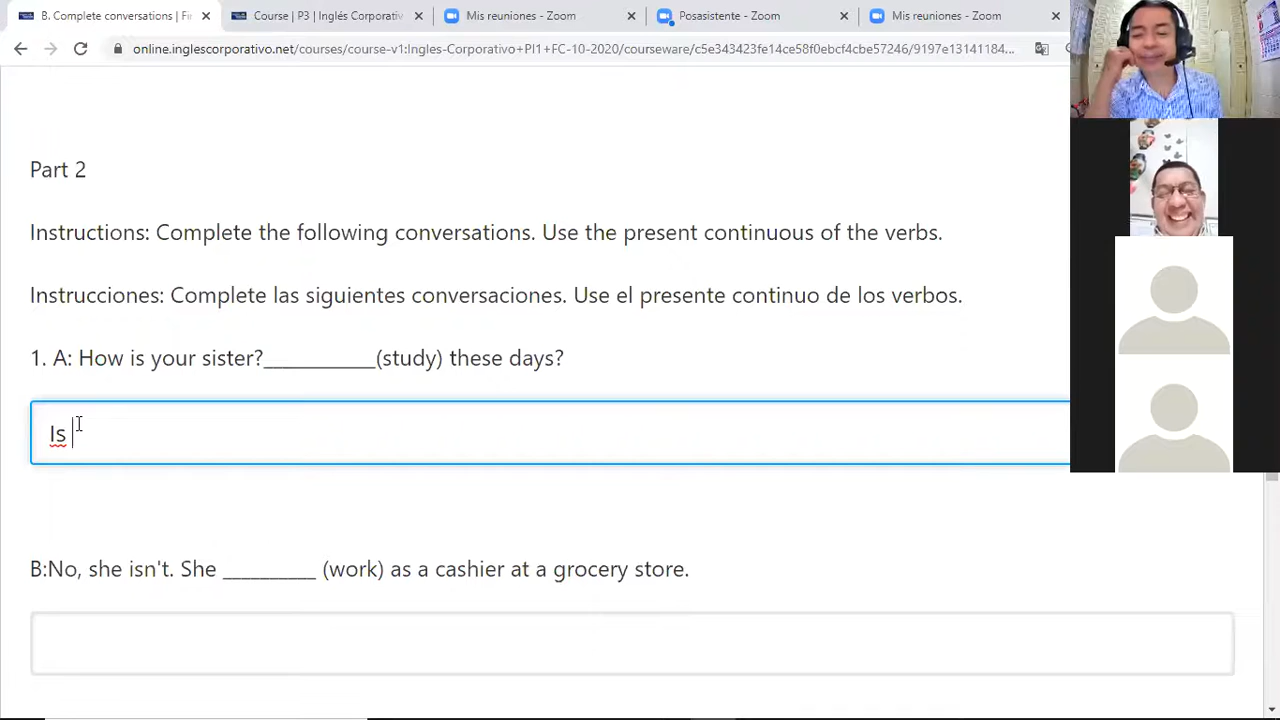 B. Complete conversations | Fi
Course | P3 | Inglés Corporativ
Mis reuniones - Zoom
Posasistente - Zoom
Mis reuniones - Zoom
online.inglescorporativo.net/courses/course-v1:Ingles-Corporativo+PI1+FC-10-2020/courseware/c5e343423fe14ce58f0ebcf4cbe57246/9197e13141184...
Part 2
Instructions: Complete the following conversations. Use the present continuous of the verbs.
Instrucciones: Complete las siguientes conversaciones. Use el presente continuo de los verbos.
1. A: How is your sister?__________(study) these days?
Is
B:No, she isn't. She _________ (work) as a cashier at a grocery store.